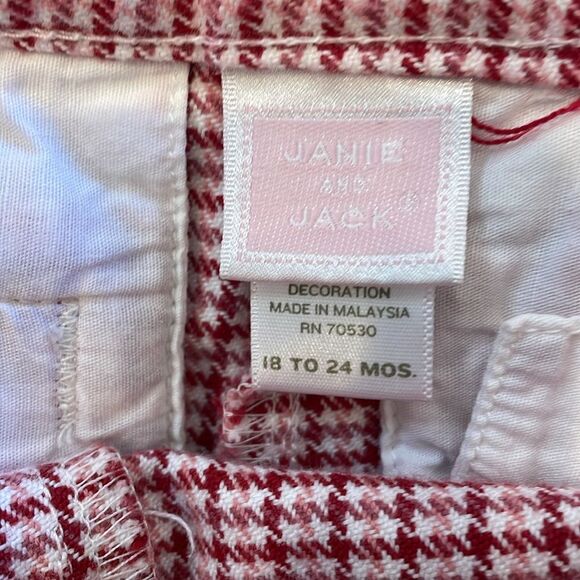 JANIE
AND
JACK®
DECORATION
MADE IN MALAYSIA
RN 70530
18 TO 24 MOS.